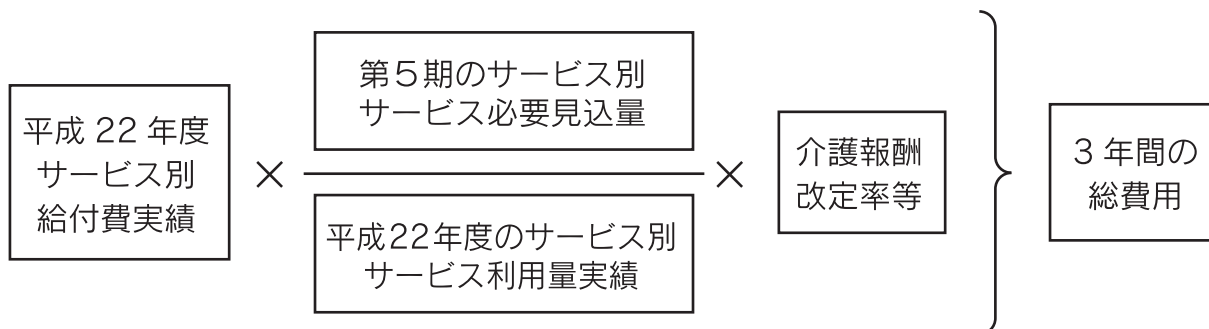 平成 22 年度
サービス別
給付費実績
×
第５期のサービス別
サービス必要見込量
平成22年度のサービス別
サービス利用量実績
×
介護報酬
改定率等
3 年間の
総費用